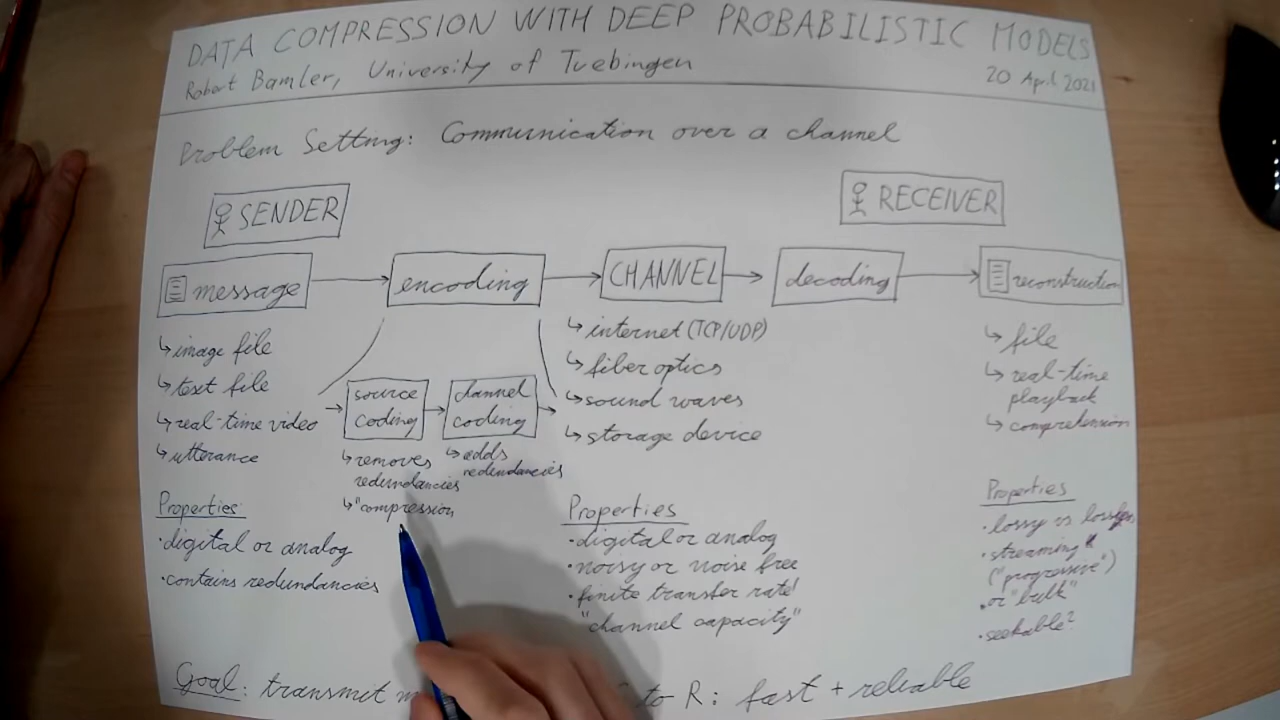 DATA COMPRESSION WITH DEEP PROBABILISTIC MODELS
Robert Bamler, University of Tuebingen
20 April 2021
Problem Setting: Communication over a channel
SENDER
RECEIVER
message
encoding
CHANNEL
decoding
reconstruction
↳ image file
↳ text file
↳ real-time video
↳ utterance
Properties:
· digital or analog
· contains redundancies
source
coding
↳ removes
redundancies
↳ "compression
channel
coding
↳ adds
redundancies
↳ internet (TCP/UDP)
↳ fiber optics
↳ sound waves
↳ storage device
Properties
· digital or analog
· noisy or noise free
· finite transfer rate
"channel capacity"
↳ file
↳ real-time
playback
↳ comprehension
Properties
· lossy vs lossless
· streaming
("progressive")
· or "bulk"
· seekable?
Goal: transmit to R: fast + reliable